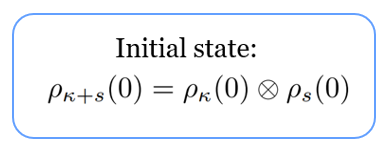 Initial state:
ρκ+s(0) = ρκ(0) ⊗ ρs(0)